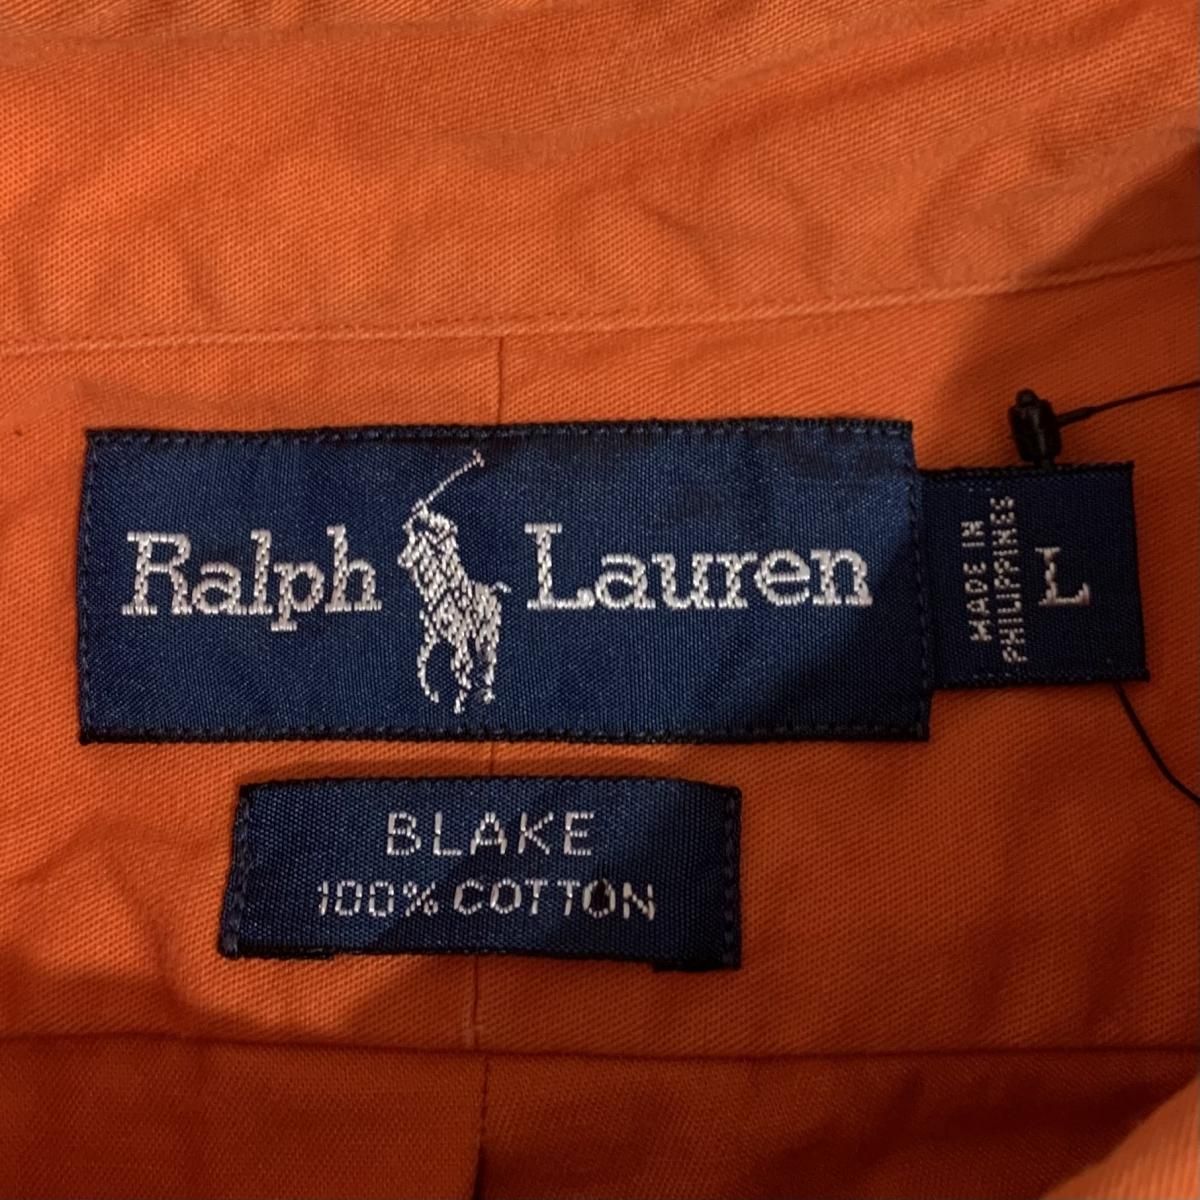 Ralph Lauren
MADE IN
PHILIPPINES
L
BLAKE
100% COTTON